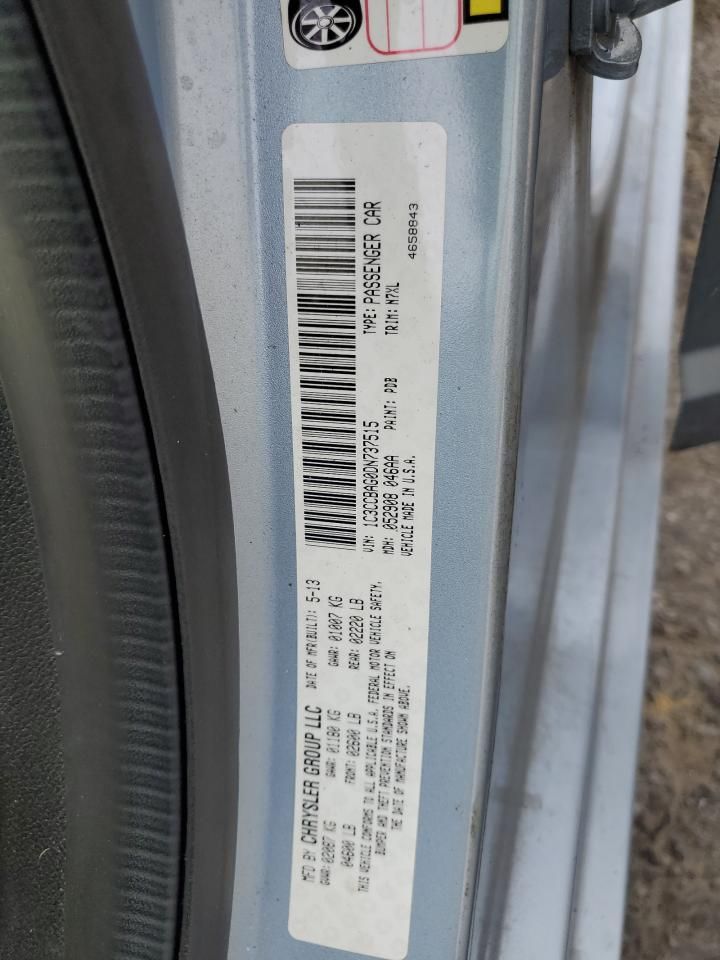 MFD BY CHRYSLER GROUP LLC DATE OF MFR(BUILT): 5-13
GVWR: 02087 KG GAWR: 01180 KG GAWR: 01007 KG
04600 LB FRONT: 02600 LB REAR: 02220 LB
THIS VEHICLE CONFORMS TO ALL APPLICABLE U.S.A. FEDERAL MOTOR VEHICLE SAFETY,
BUMPER AND THEFT PREVENTION STANDARDS IN EFFECT ON
THE DATE OF MANUFACTURE SHOWN ABOVE.
VIN: 1C3CCBAG0DN737515 TYPE: PASSENGER CAR
MDH: 052908 046AA PAINT: PDB TRIM: N7XL
VEHICLE MADE IN U.S.A. 4658843